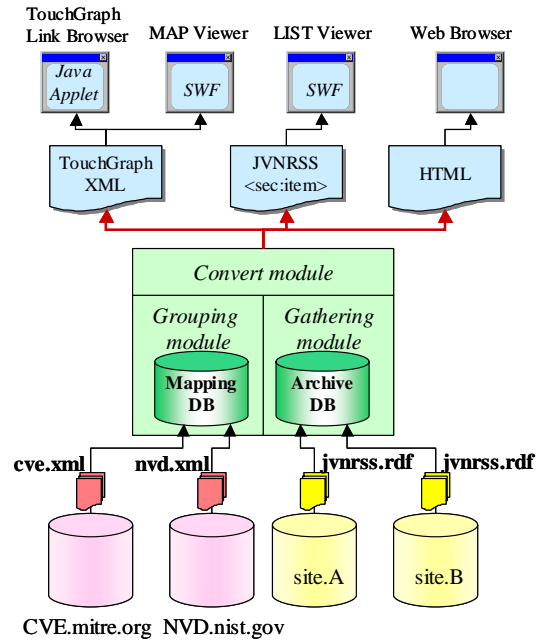 TouchGraph
Link Browser
MAP Viewer
LIST Viewer
Web Browser
Java
Applet
SWF
SWF
TouchGraph
XML
JVNRSS
<sec:item>
HTML
Convert module
Grouping
module
Gathering
module
Mapping
DB
Archive
DB
cve.xml
nvd.xml
jvnrss.rdf
jvnrss.rdf
site.A
site.B
CVE.mitre.org
NVD.nist.gov